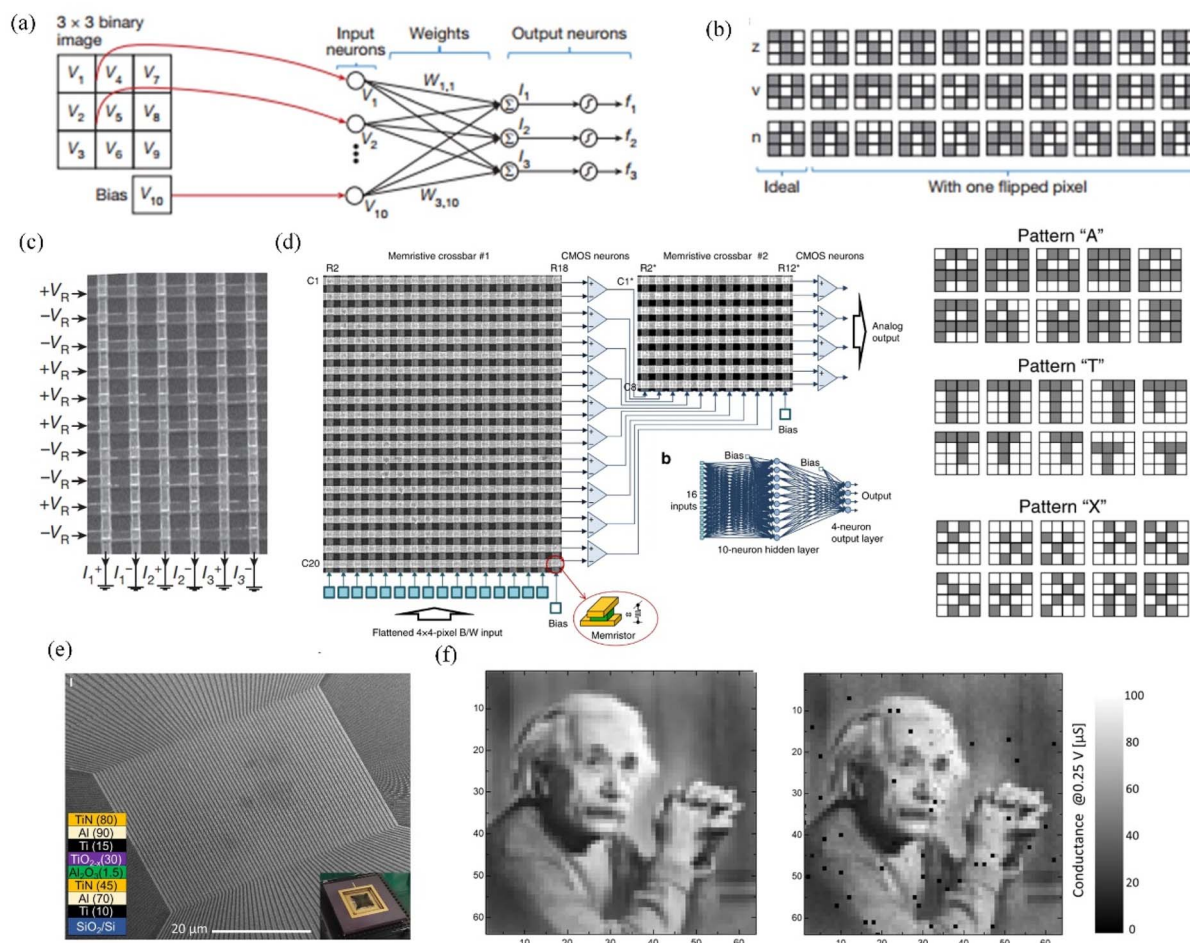 (a)
3 × 3 binary
image
V1 V4 V7
V2 V5 V8
V3 V6 V9
Bias V10
Input
neurons
Weights
Output neurons
V1
V2
V10
W1,1
W3,10
I1
I2
I3
Σ
Σ
Σ
f1
f2
f3
(b)
z
v
n
Ideal
With one flipped pixel
(c)
+VR
−VR
−VR
+VR
+VR
+VR
−VR
−VR
+VR
−VR
I1+ I1− I2+ I2− I3+ I3−
(d)
Memristive crossbar #1
CMOS neurons
Memristive crossbar #2
CMOS neurons
R2
R18
R2*
R12*
C1
C1*
C8
C20
Analog
output
Bias
b
Bias
Bias
16
inputs
Output
4-neuron
output layer
10-neuron hidden layer
Bias
Memristor
Flattened 4×4-pixel B/W input
Pattern “A”
Pattern “T”
Pattern “X”
(e)
TiN (80)
Al (90)
Ti (15)
TiO2-x(30)
Al2O3(1.5)
TiN (45)
Al (70)
Ti (10)
SiO2/Si
20 μm
(f)
10
20
30
40
50
60
10 20 30 40 50 60
10
20
30
40
50
60
10 20 30 40 50 60
100
80
60
40
20
0
Conductance @0.25 V [μS]